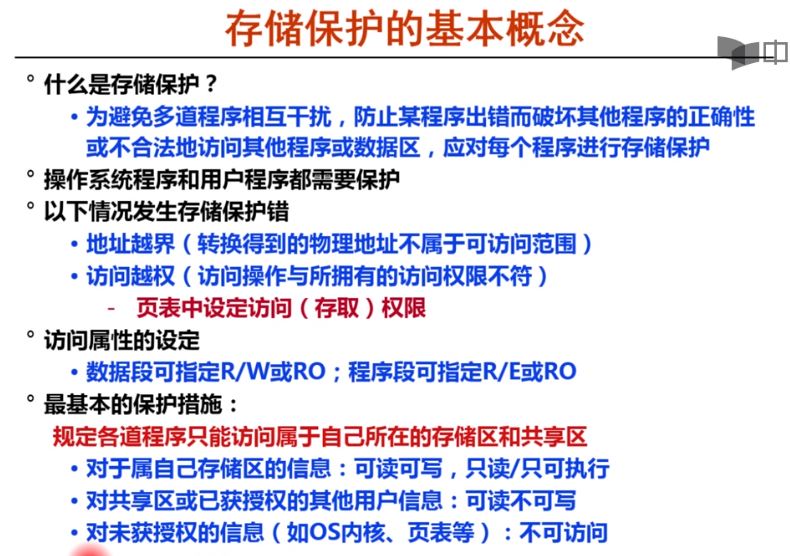 存储保护的基本概念
中
° 什么是存储保护？
• 为避免多道程序相互干扰，防止某程序出错而破坏其他程序的正确性
或不合法地访问其他程序或数据区，应对每个程序进行存储保护
° 操作系统程序和用户程序都需要保护
° 以下情况发生存储保护错
• 地址越界（转换得到的物理地址不属于可访问范围）
• 访问越权（访问操作与所拥有的访问权限不符）
- 页表中设定访问（存取）权限
° 访问属性的设定
• 数据段可指定R/W或RO；程序段可指定R/E或RO
° 最基本的保护措施：
规定各道程序只能访问属于自己所在的存储区和共享区
• 对于属自己存储区的信息：可读可写，只读/只可执行
• 对共享区或已获授权的其他用户信息：可读不可写
• 对未获授权的信息（如OS内核、页表等）：不可访问